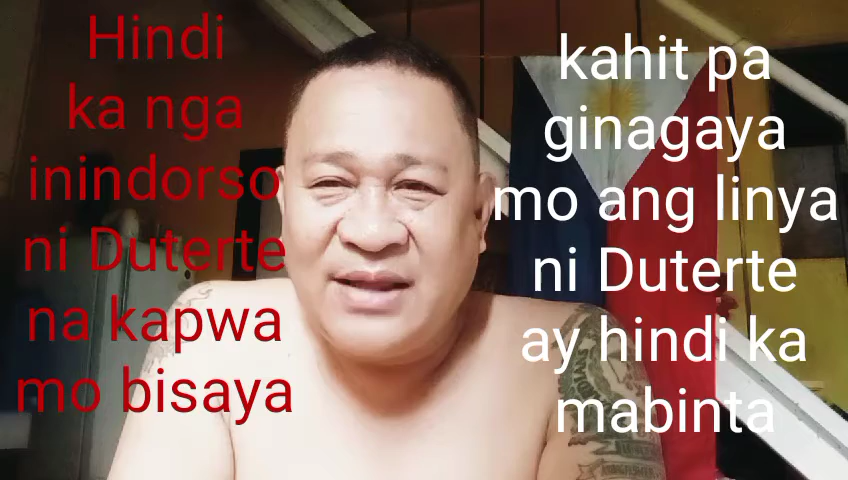 Hindi
ka nga
inindorso
ni Duterte
na kapwa
mo bisaya
kahit pa
ginagaya
mo ang linya
ni Duterte
ay hindi ka
mabinta